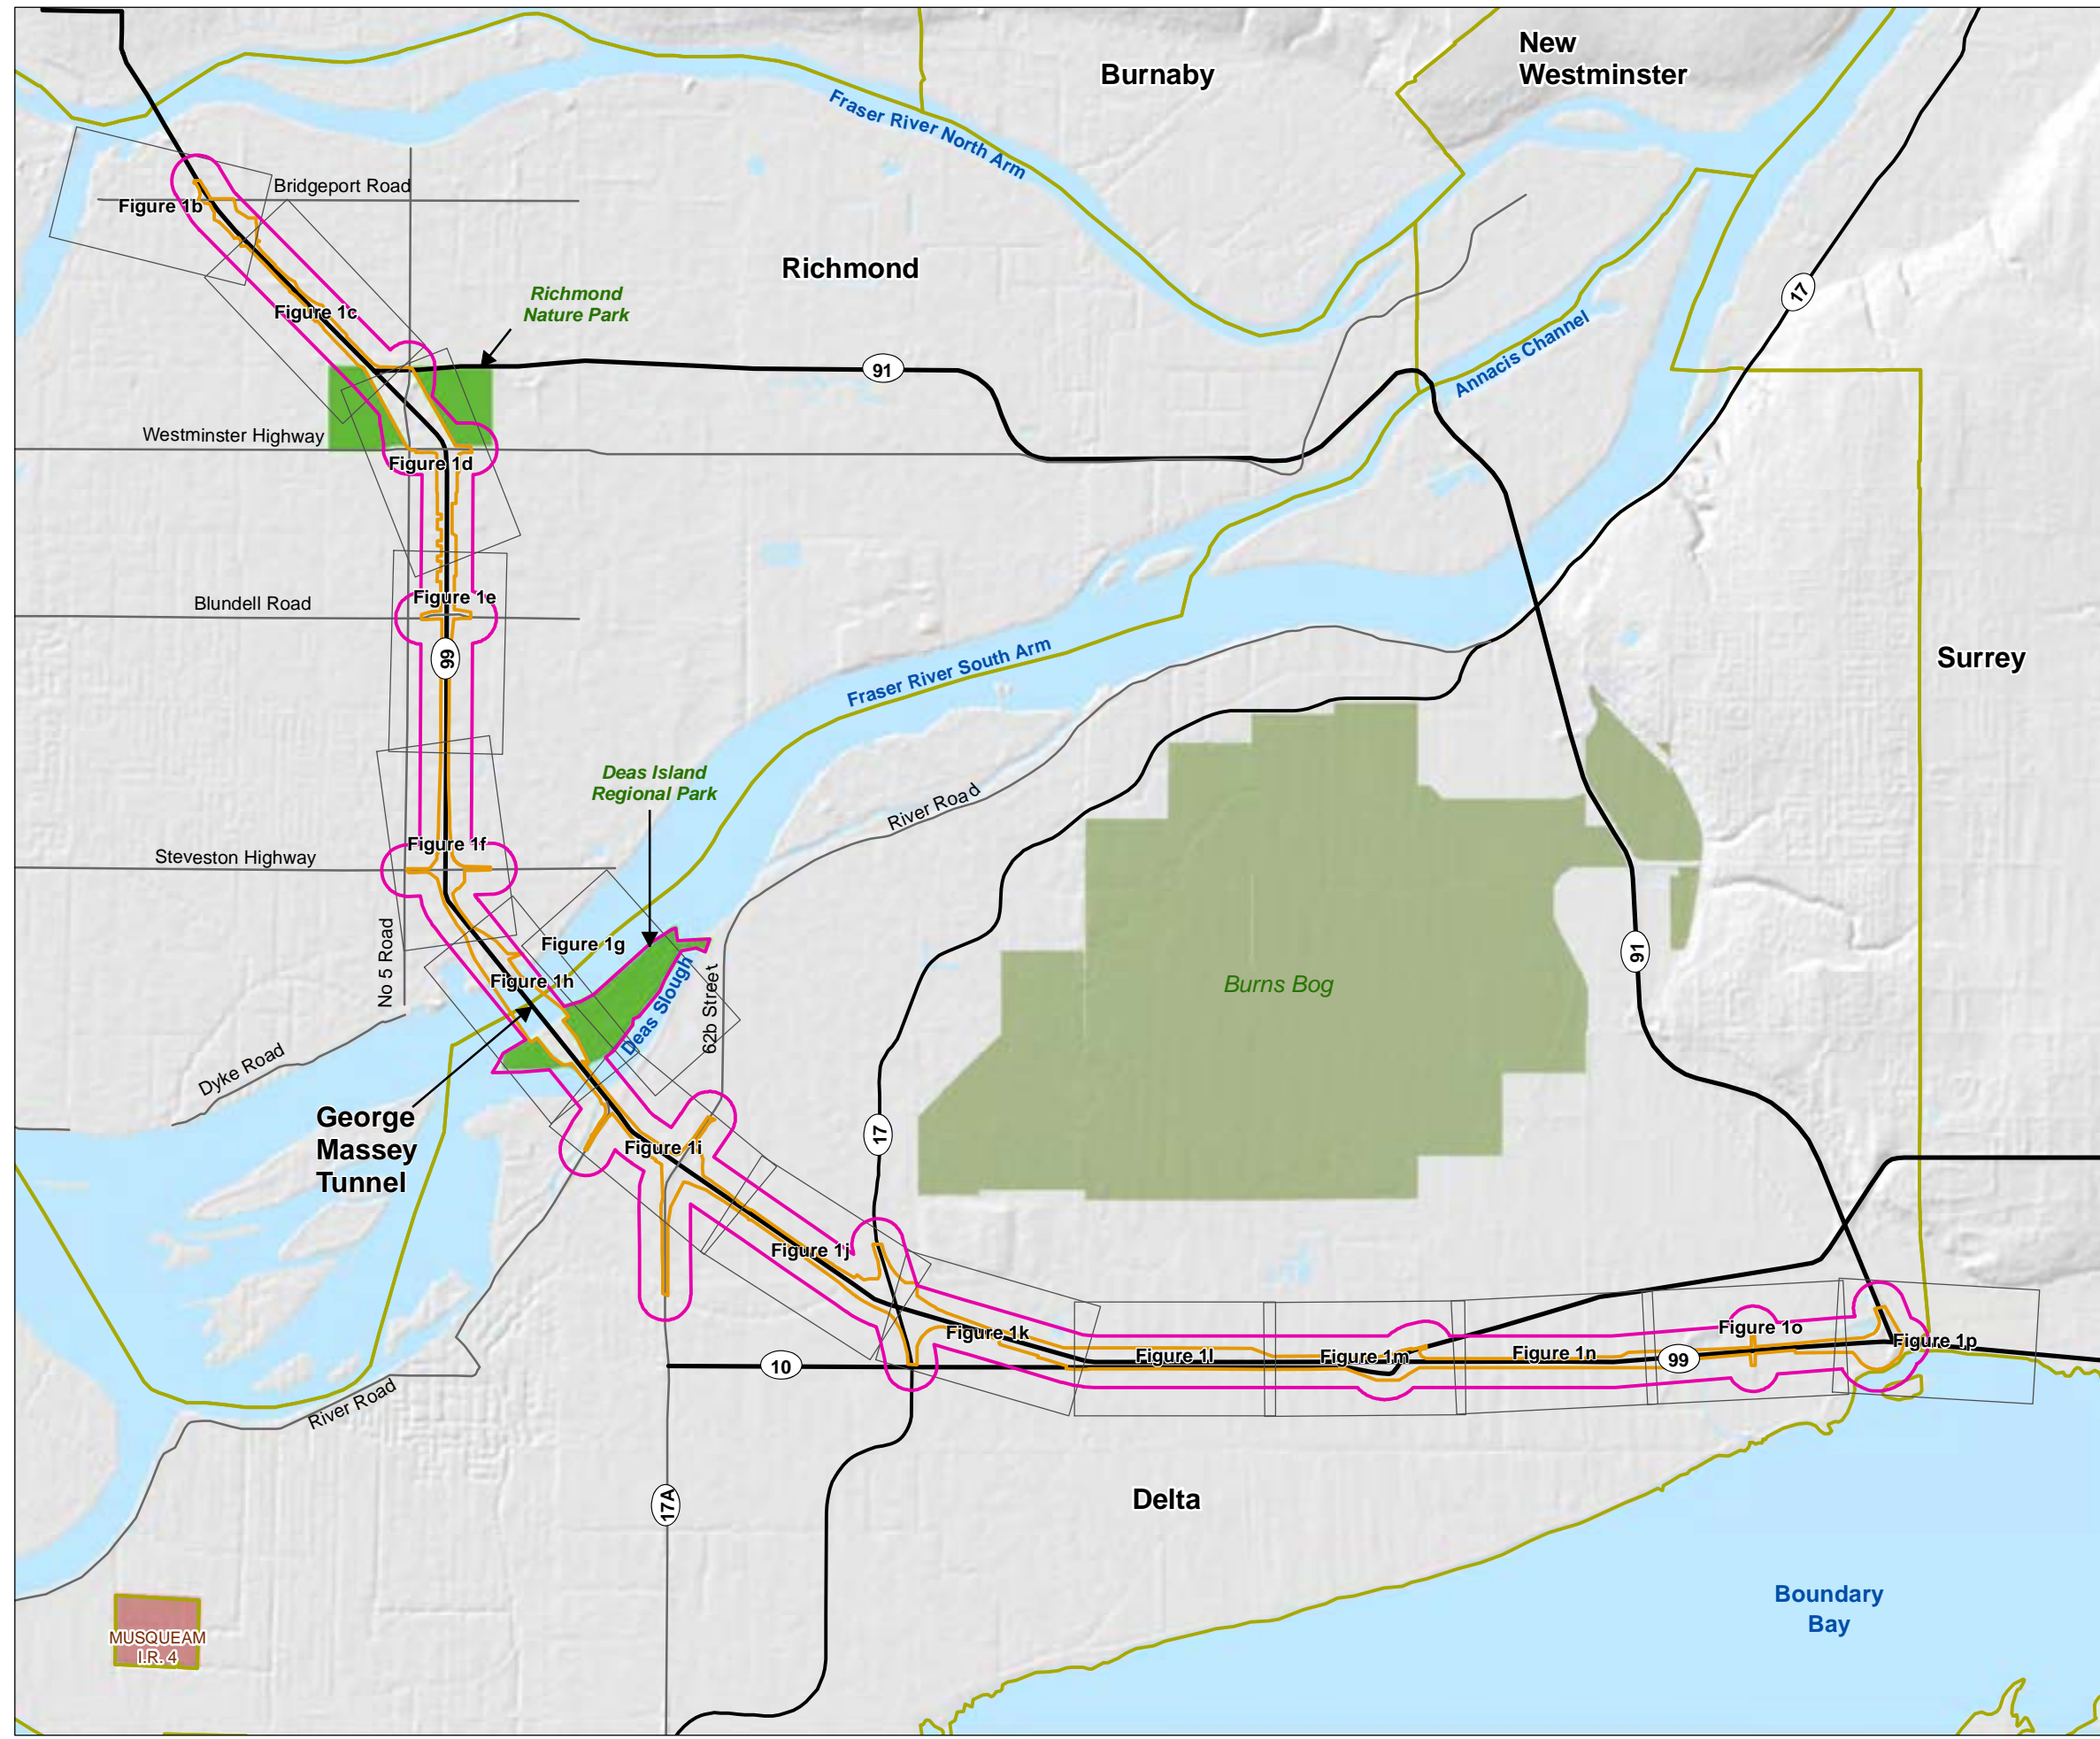 New
Westminster
Burnaby
Fraser River North Arm
Bridgeport Road
Figure 1b
Richmond
Richmond
Nature Park
17
Figure 1c
Annacis Channel
91
Westminster Highway
Figure 1d
Figure 1e
Blundell Road
99
Fraser River South Arm
Surrey
Deas Island
Regional Park
River Road
Figure 1f
Steveston Highway
No 5 Road
Figure 1g
91
Figure 1h
Burns Bog
Deas Slough
62b Street
Dyke Road
George
Massey
Tunnel
17
Figure 1i
Figure 1j
Figure 1k
Figure 1l
Figure 1m
Figure 1n
Figure 1o
Figure 1p
99
10
River Road
17A
Delta
Boundary
Bay
MUSQUEAM
I.R. 4